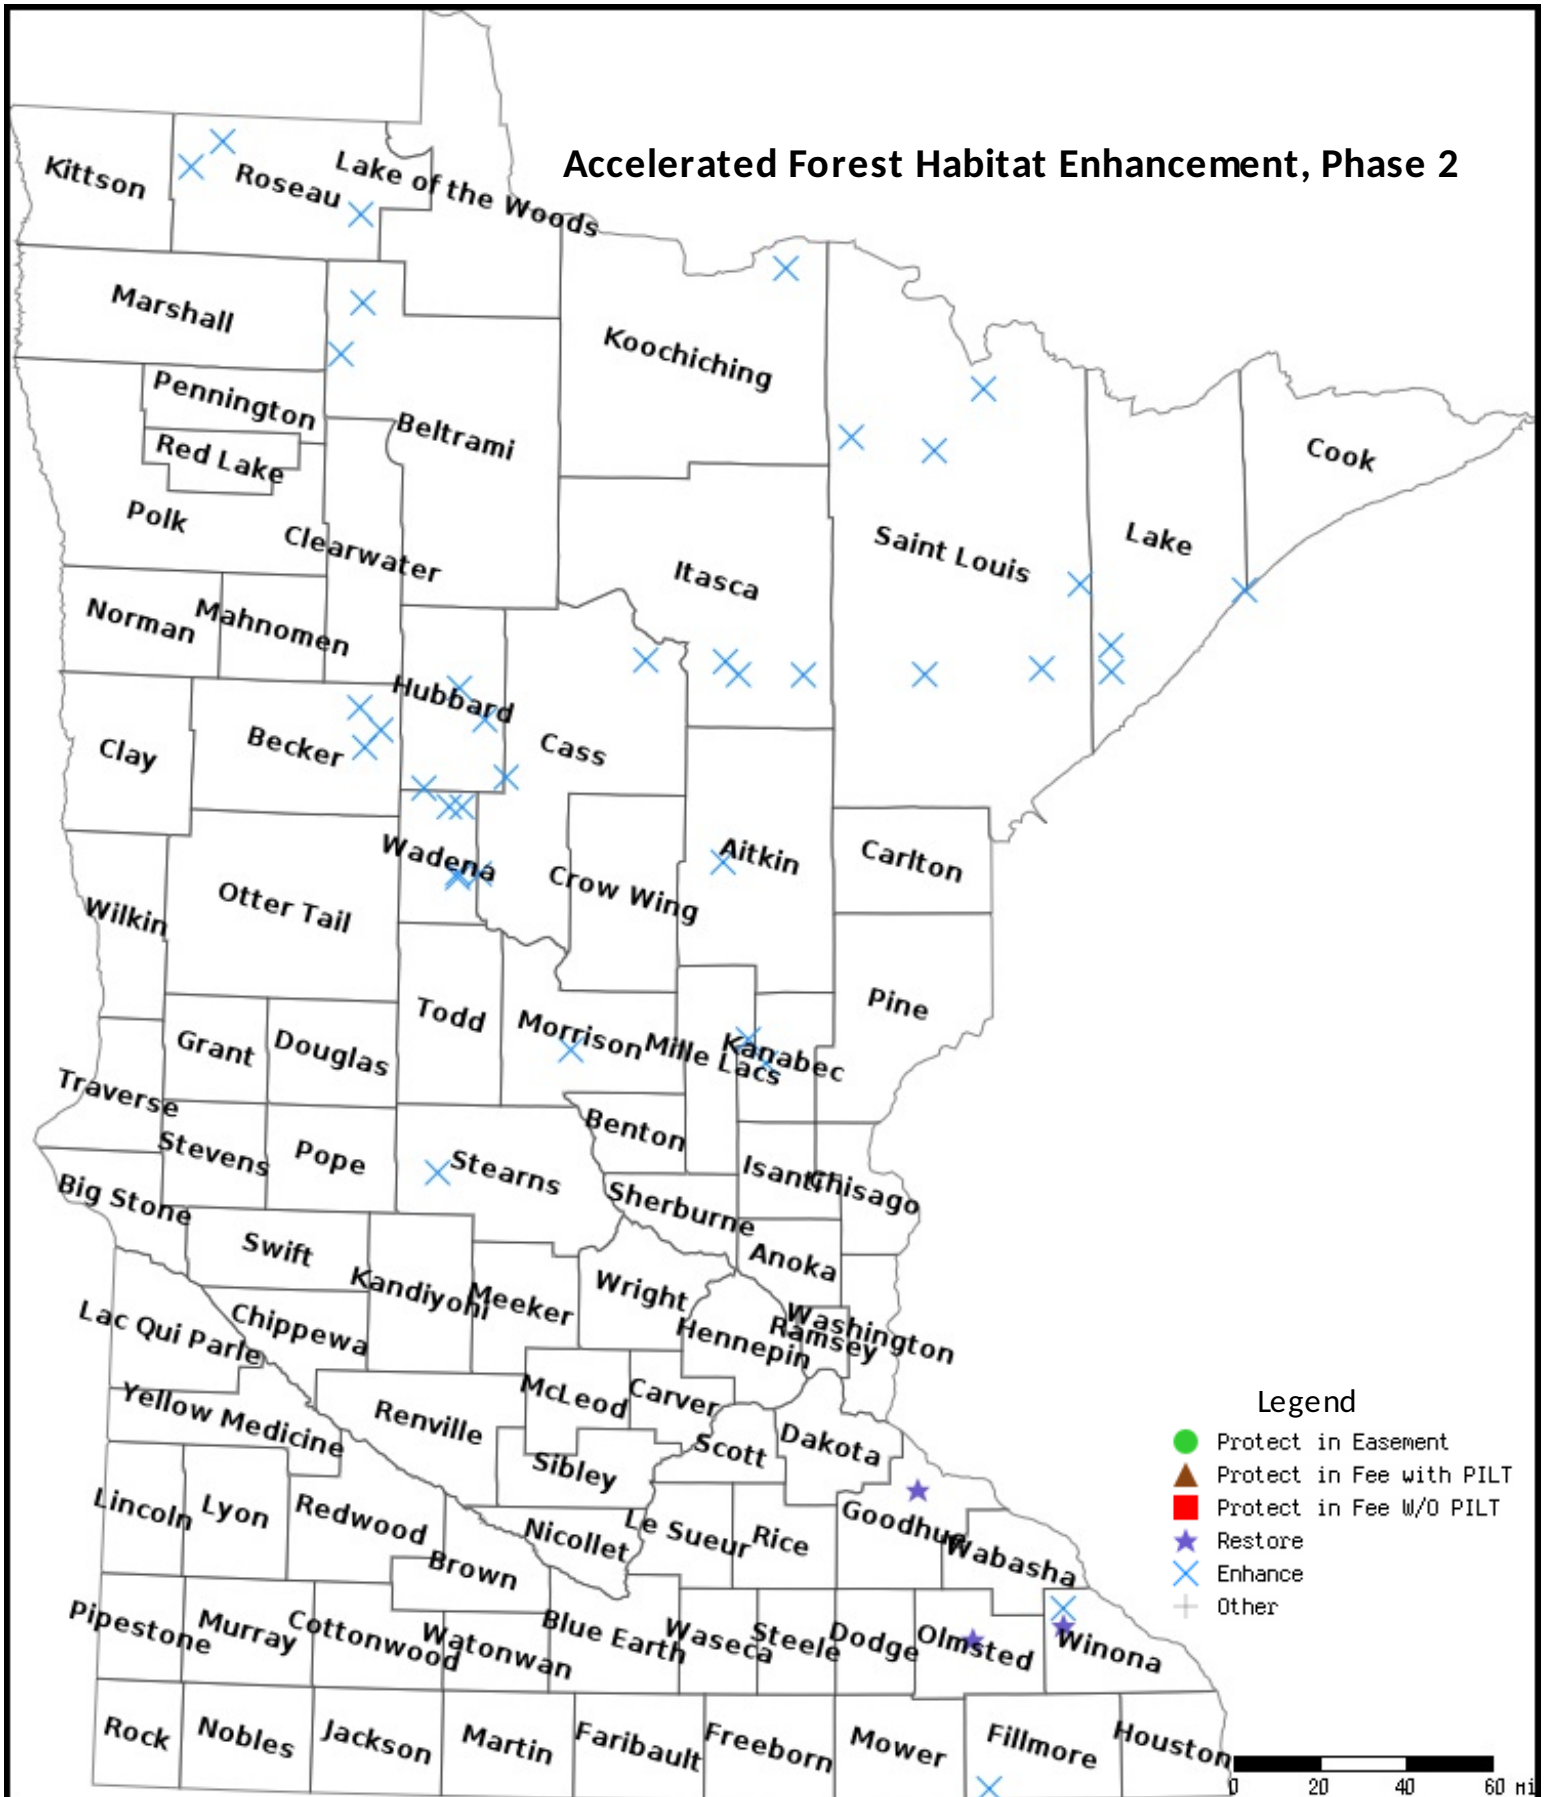 Accelerated Forest Habitat Enhancement, Phase 2
Kittson
Roseau
Lake of the Woods
Marshall
Koochiching
Pennington
Beltrami
Red Lake
Cook
Polk
Clearwater
Saint Louis
Lake
Itasca
Norman
Mahnomen
Hubbard
Clay
Becker
Cass
Wadena
Aitkin
Carlton
Crow Wing
Wilkin
Otter Tail
Pine
Todd
Morrison
Mille Lacs
Kanabec
Grant
Douglas
Traverse
Benton
Stevens
Pope
Stearns
Isanti
Chisago
Big Stone
Sherburne
Swift
Anoka
Kandiyohi
Meeker
Wright
Washington
Ramsey
Hennepin
Lac Qui Parle
Chippewa
McLeod
Carver
Yellow Medicine
Renville
Scott
Dakota
Sibley
Lincoln
Lyon
Redwood
Nicollet
Le Sueur
Rice
Goodhue
Wabasha
Brown
Pipestone
Murray
Cottonwood
Watonwan
Blue Earth
Waseca
Steele
Dodge
Olmsted
Winona
Rock
Nobles
Jackson
Martin
Faribault
Freeborn
Mower
Fillmore
Houston
Legend
Protect in Easement
Protect in Fee with PILT
Protect in Fee W/O PILT
Restore
Enhance
Other
0 20 40 60 mi